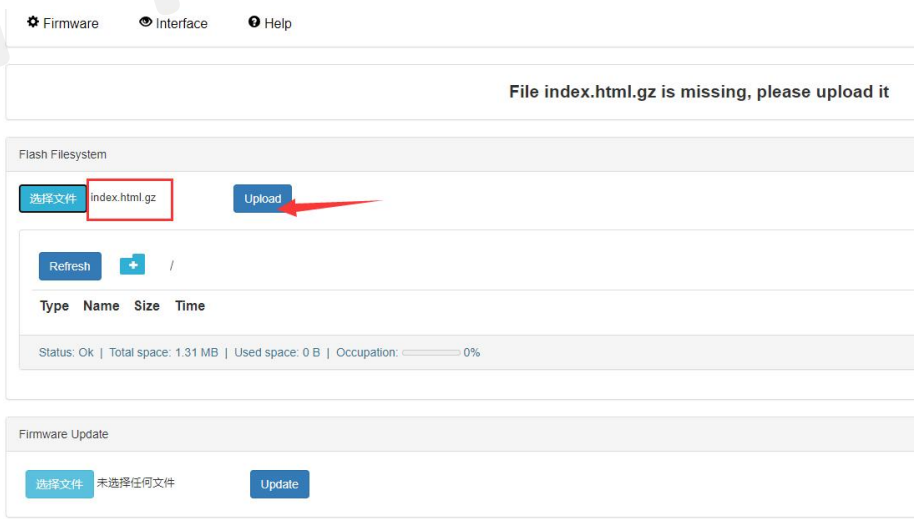 Firmware Interface Help
File index.html.gz is missing, please upload it
Flash Filesystem
选择文件 index.html.gz Upload
Refresh /
Type Name Size Time
Status: Ok | Total space: 1.31 MB | Used space: 0 B | Occupation: 0%
Firmware Update
选择文件 未选择任何文件 Update